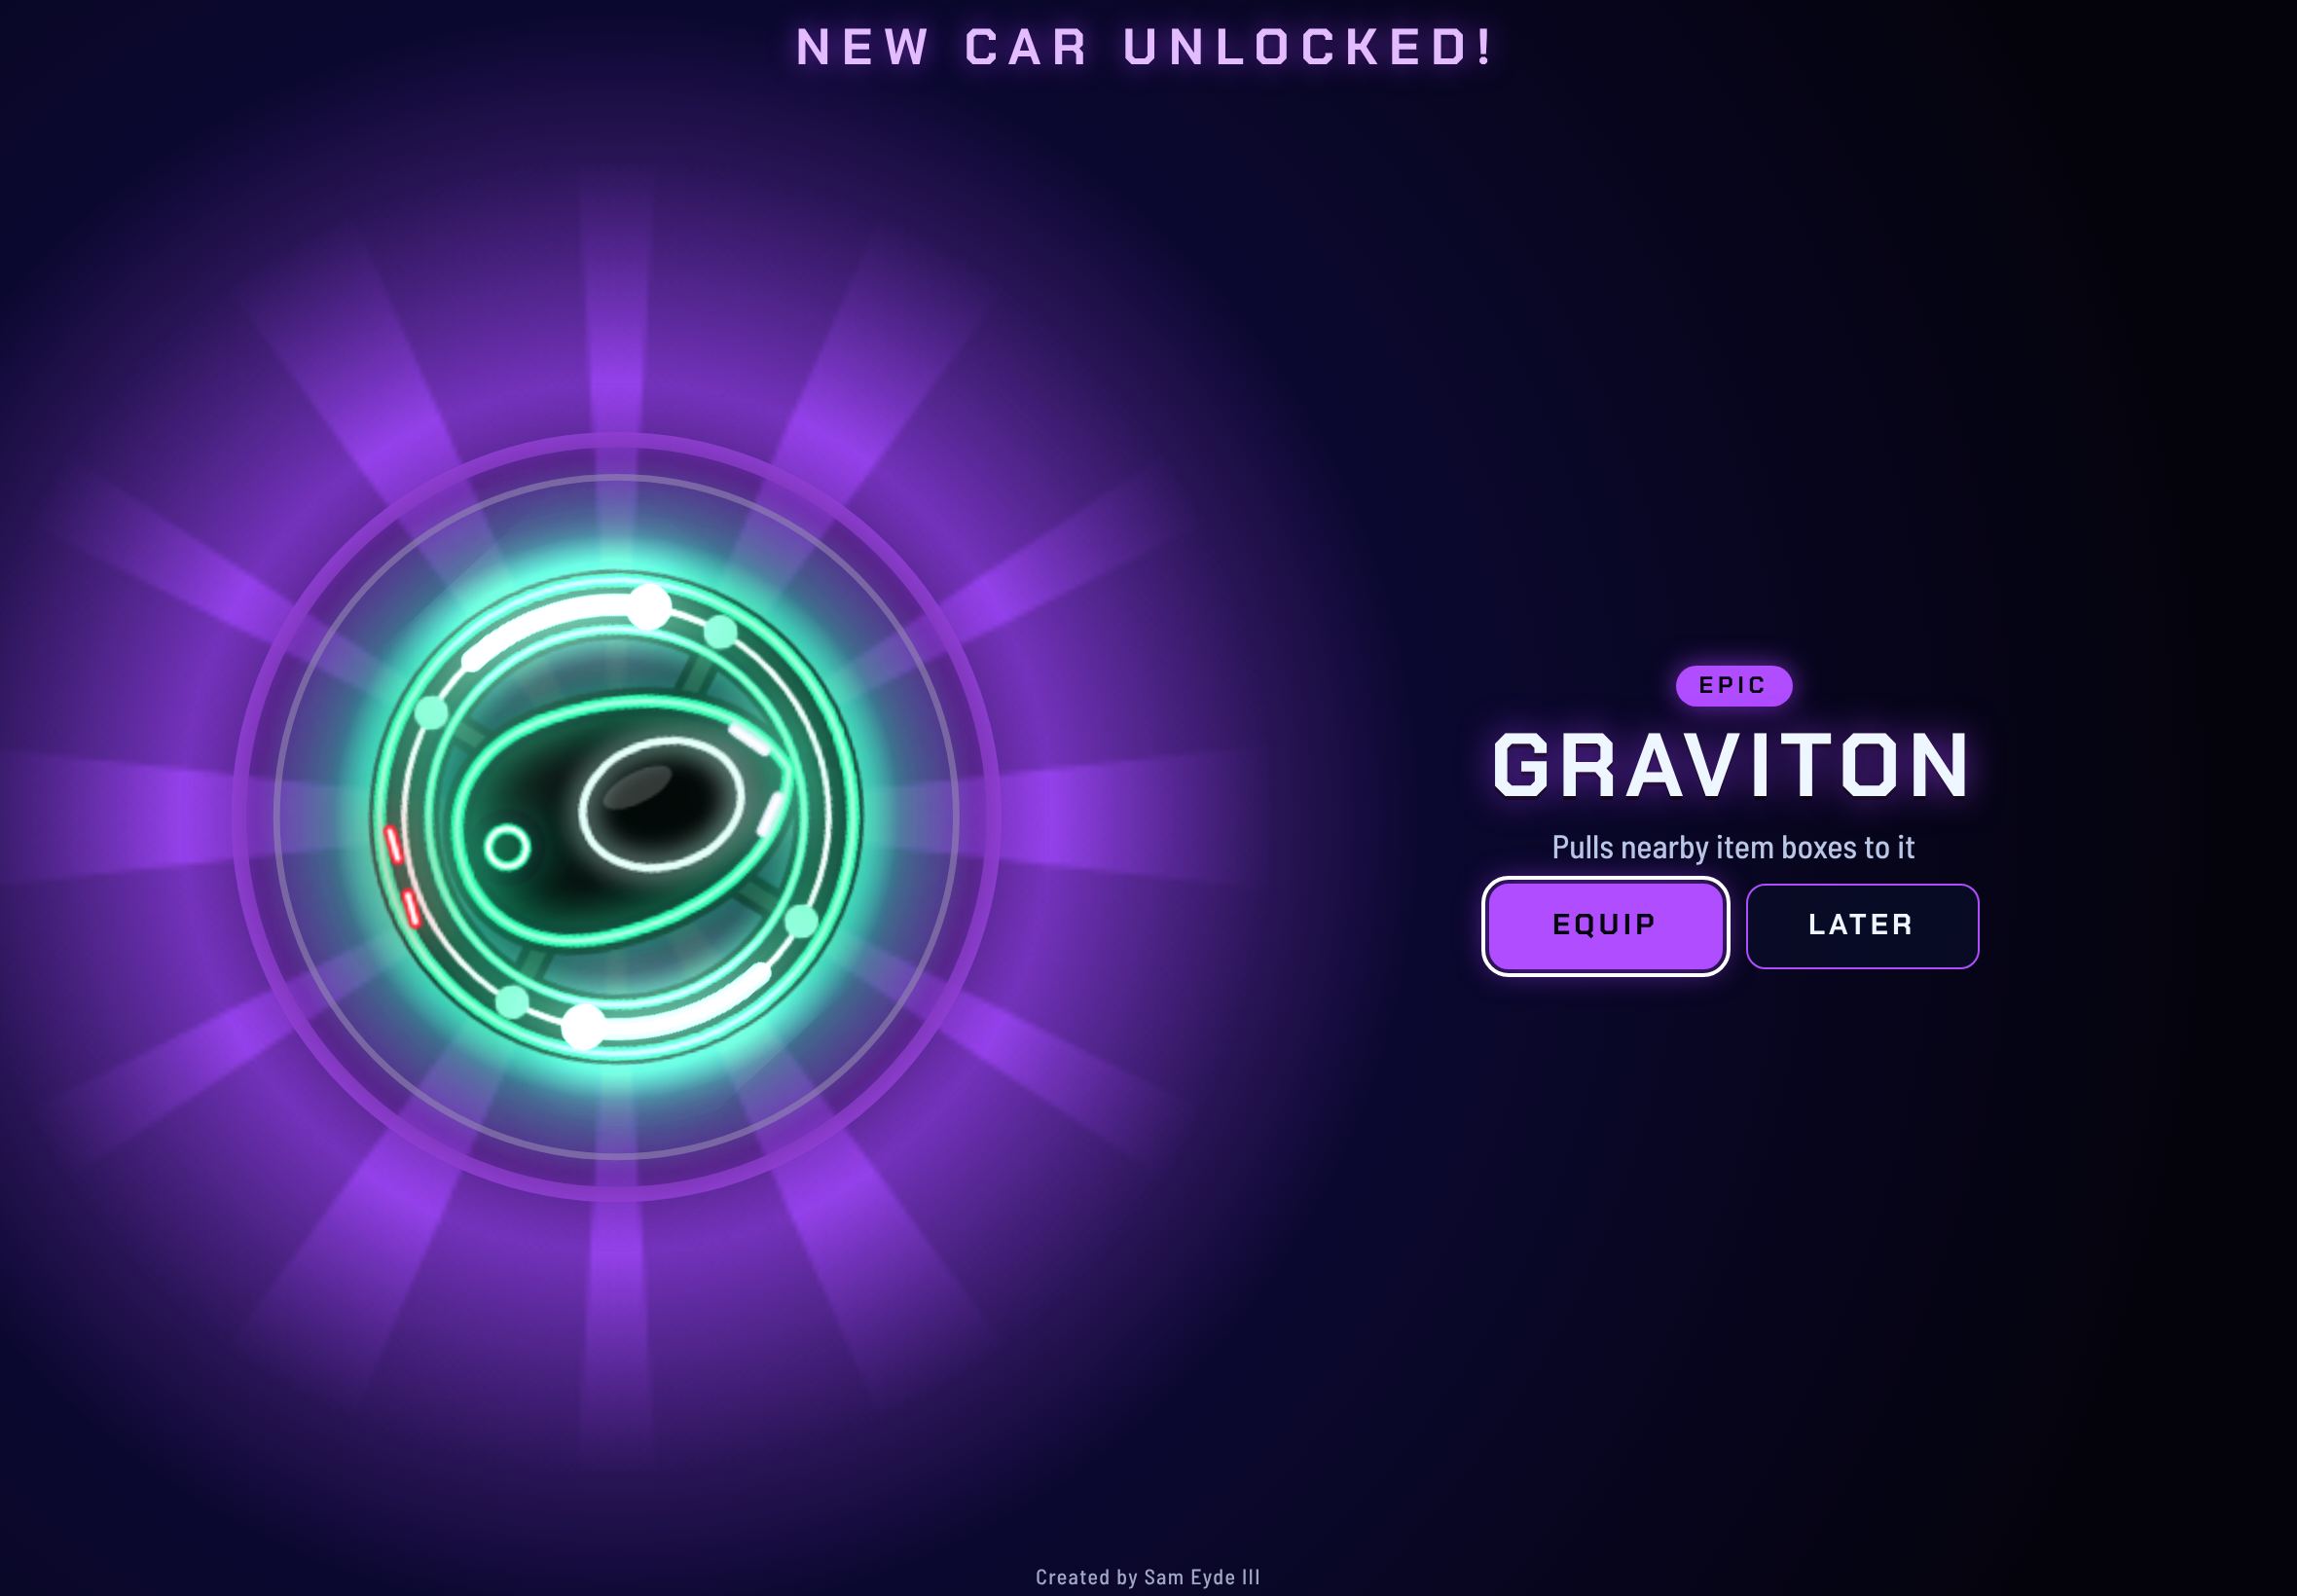 NEW CAR UNLOCKED!
EPIC
GRAVITON
Pulls nearby item boxes to it
EQUIP
LATER
Created by Sam Eyde III